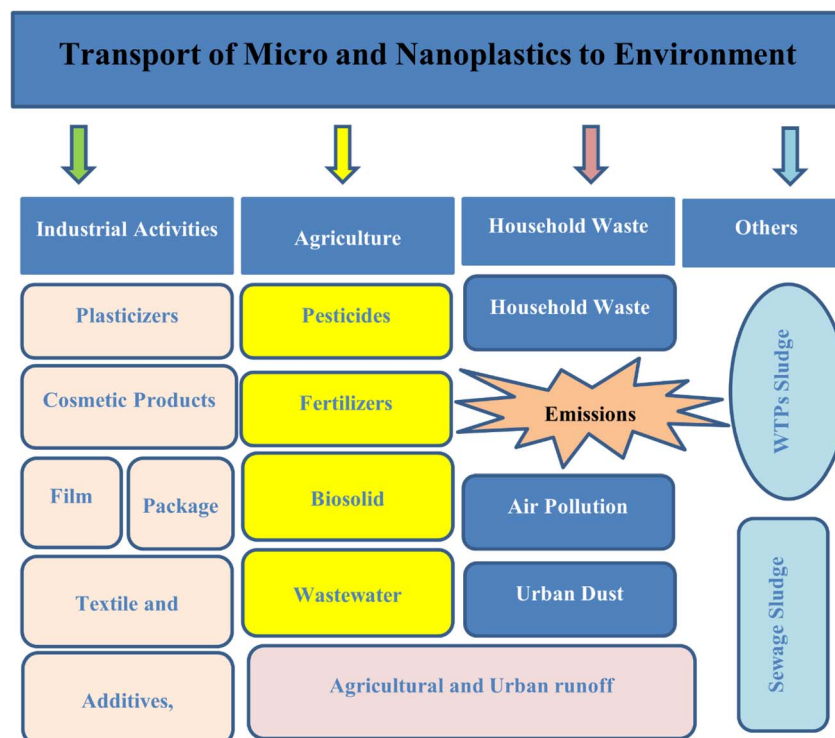 Transport of Micro and Nanoplastics to Environment
Industrial Activities
Agriculture
Household Waste
Others
Plasticizers
Pesticides
Household Waste
WTPs Sludge
Cosmetic Products
Fertilizers
Emissions
Film
Package
Biosolid
Air Pollution
Sewage Sludge
Textile and
Wastewater
Urban Dust
Additives,
Agricultural and Urban runoff